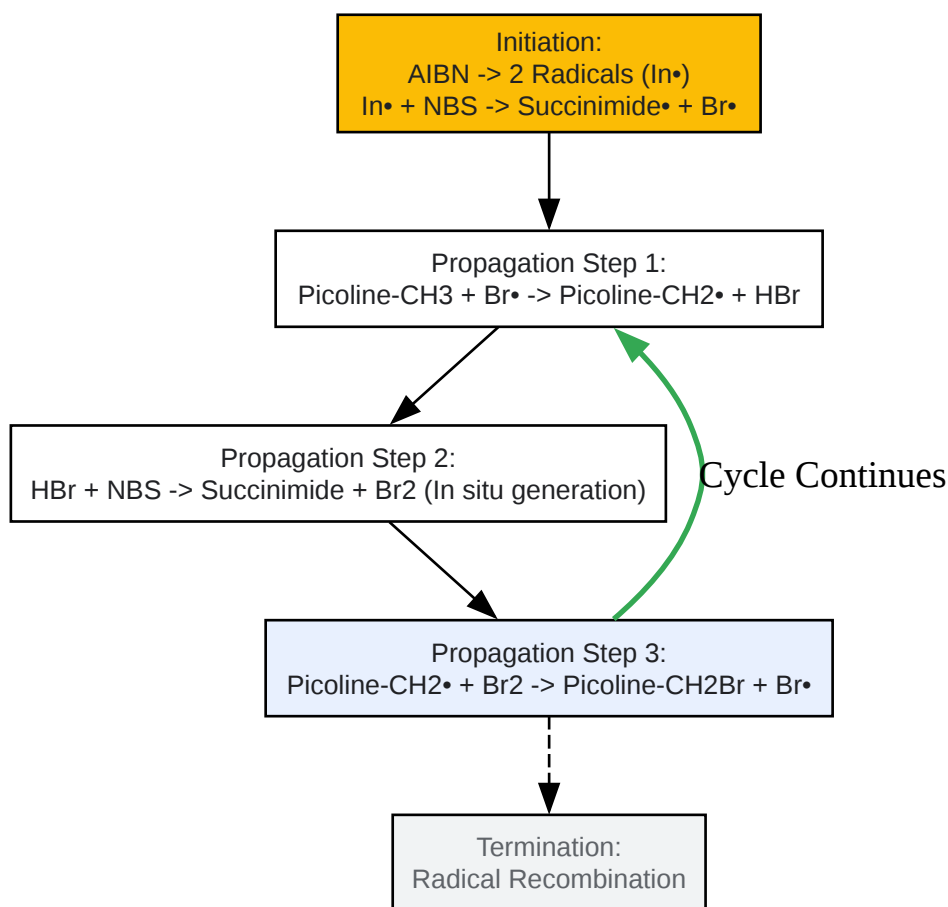 Initiation:
AIBN -> 2 Radicals (In•)
In• + NBS -> Succinimide• + Br•
Propagation Step 1:
Picoline-CH3 + Br• -> Picoline-CH2• + HBr
Propagation Step 2:
HBr + NBS -> Succinimide + Br2 (In situ generation)
Cycle Continues
Propagation Step 3:
Picoline-CH2• + Br2 -> Picoline-CH2Br + Br•
Termination:
Radical Recombination